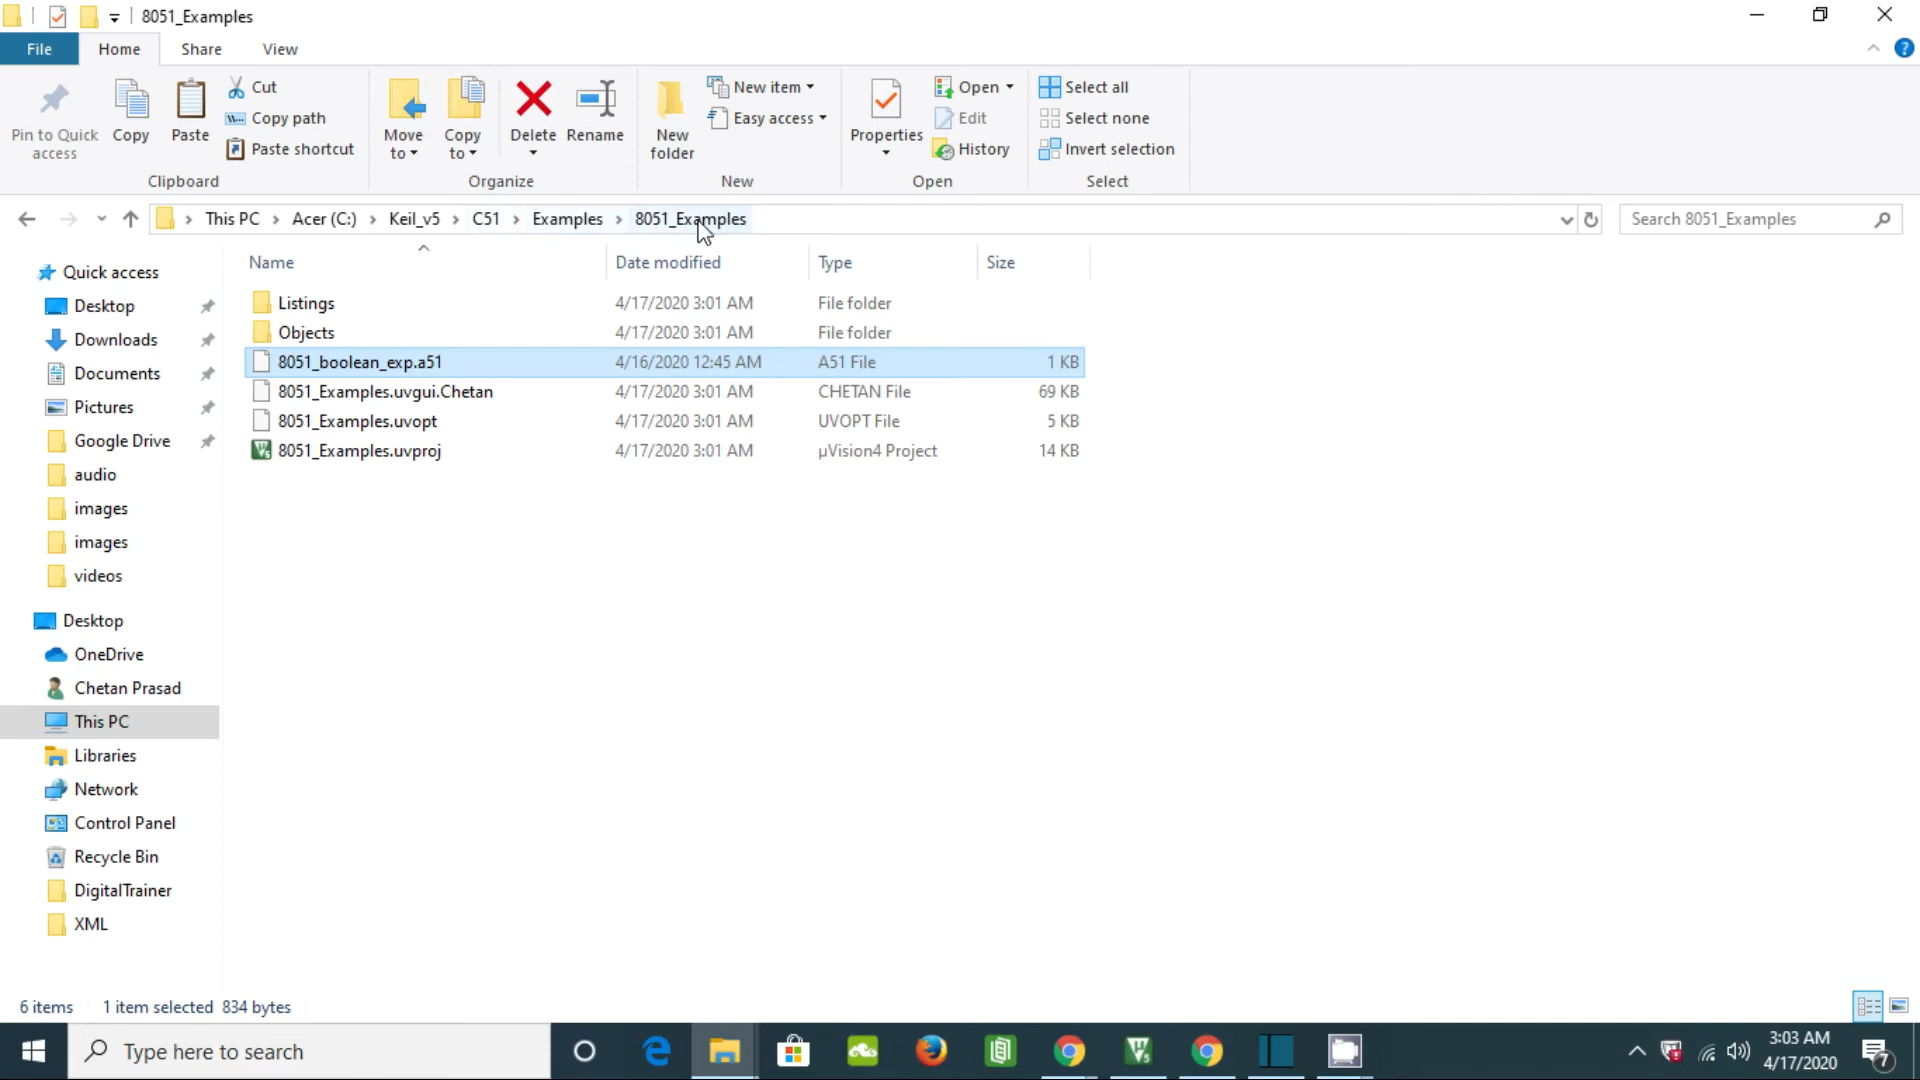 8051_Examples
File Home Share View
Pin to Quick access
Copy
Paste
Cut
Copy path
Paste shortcut
Clipboard
Move to
Copy to
Delete
Rename
Organize
New folder
New item
Easy access
New
Properties
Open
Edit
History
Open
Select all
Select none
Invert selection
Select
This PC > Acer (C:) > Keil_v5 > C51 > Examples > 8051_Examples
Search 8051_Examples
Name Date modified Type Size
Listings 4/17/2020 3:01 AM File folder
Objects 4/17/2020 3:01 AM File folder
8051_boolean_exp.a51 4/16/2020 12:45 AM A51 File 1 KB
8051_Examples.uvgui.Chetan 4/17/2020 3:01 AM CHETAN File 69 KB
8051_Examples.uvopt 4/17/2020 3:01 AM UVOPT File 5 KB
8051_Examples.uvproj 4/17/2020 3:01 AM µVision4 Project 14 KB
Quick access
Desktop
Downloads
Documents
Pictures
Google Drive
audio
images
images
videos
Desktop
OneDrive
Chetan Prasad
This PC
Libraries
Network
Control Panel
Recycle Bin
DigitalTrainer
XML
6 items 1 item selected 834 bytes
Type here to search
3:03 AM
4/17/2020
7